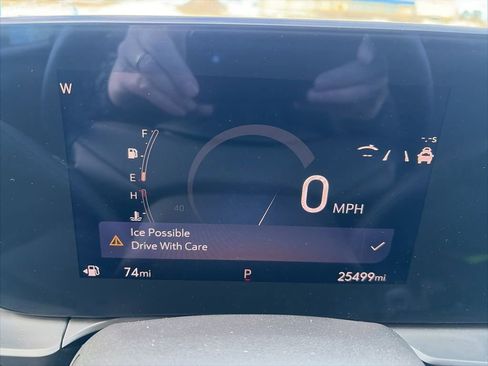 W
F
-.-s
E
H
40
0 MPH
Ice Possible
Drive With Care
74mi
P
25499mi